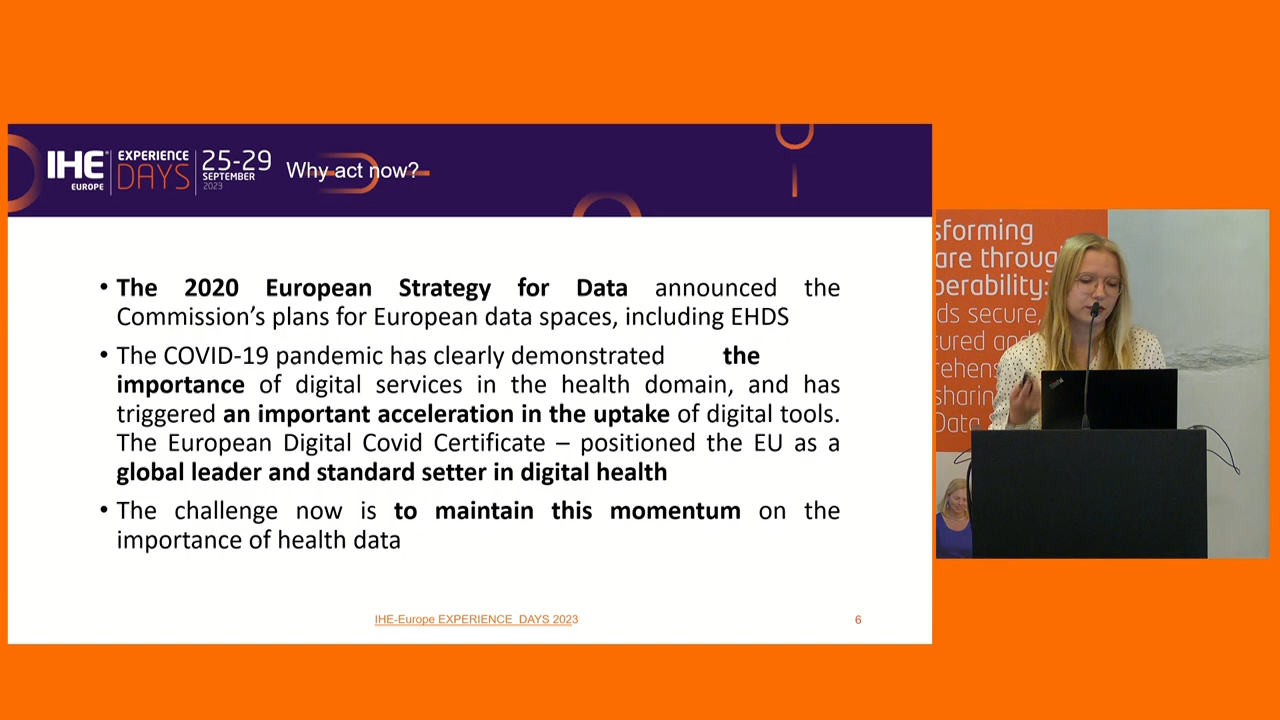 IHE
EUROPE
EXPERIENCE
DAYS
25-29
SEPTEMBER
2023
Why act now?
• The 2020 European Strategy for Data announced the
Commission’s plans for European data spaces, including EHDS
• The COVID-19 pandemic has clearly demonstrated the
importance of digital services in the health domain, and has
triggered an important acceleration in the uptake of digital tools.
The European Digital Covid Certificate – positioned the EU as a
global leader and standard setter in digital health
• The challenge now is to maintain this momentum on the
importance of health data
IHE-Europe EXPERIENCE DAYS 2023
6
sforming
are throug
perability:
ds secure,
tured and
rehens
sharin
Data